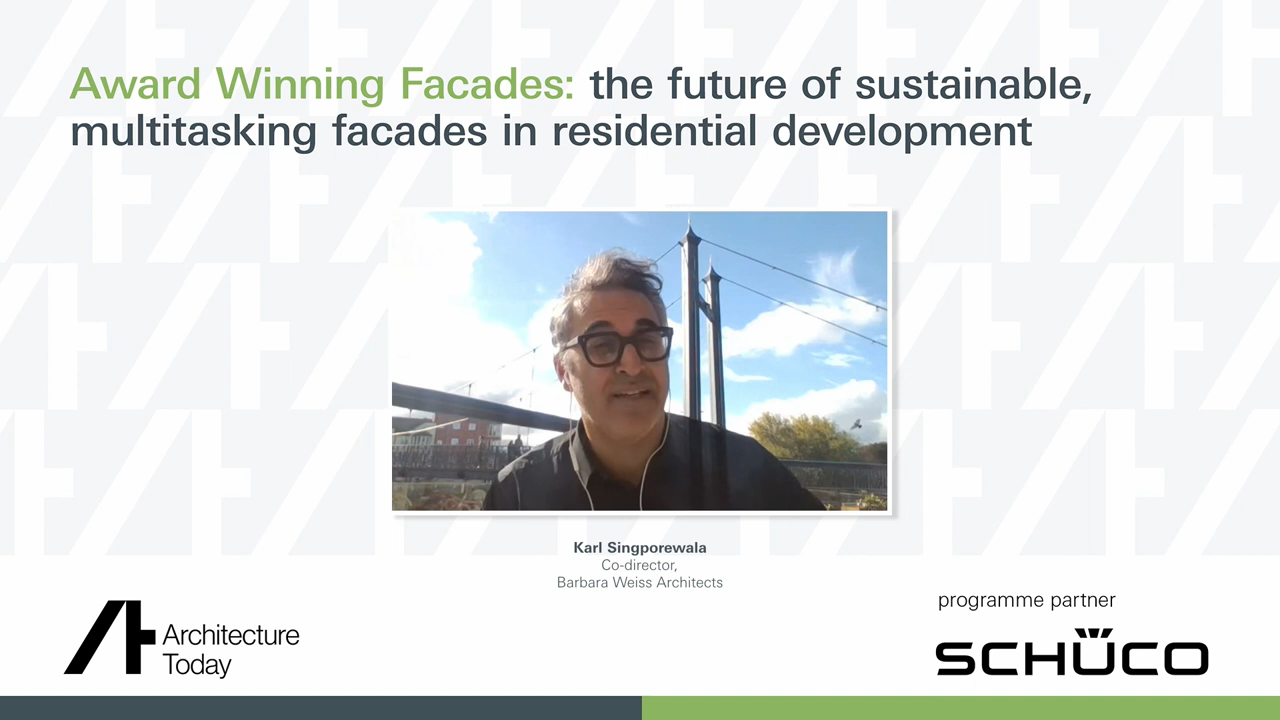 Award Winning Facades: the future of sustainable,
multitasking facades in residential development
Karl Singporewala
Co-director,
Barbara Weiss Architects
Architecture
Today
programme partner
SCHÜCO